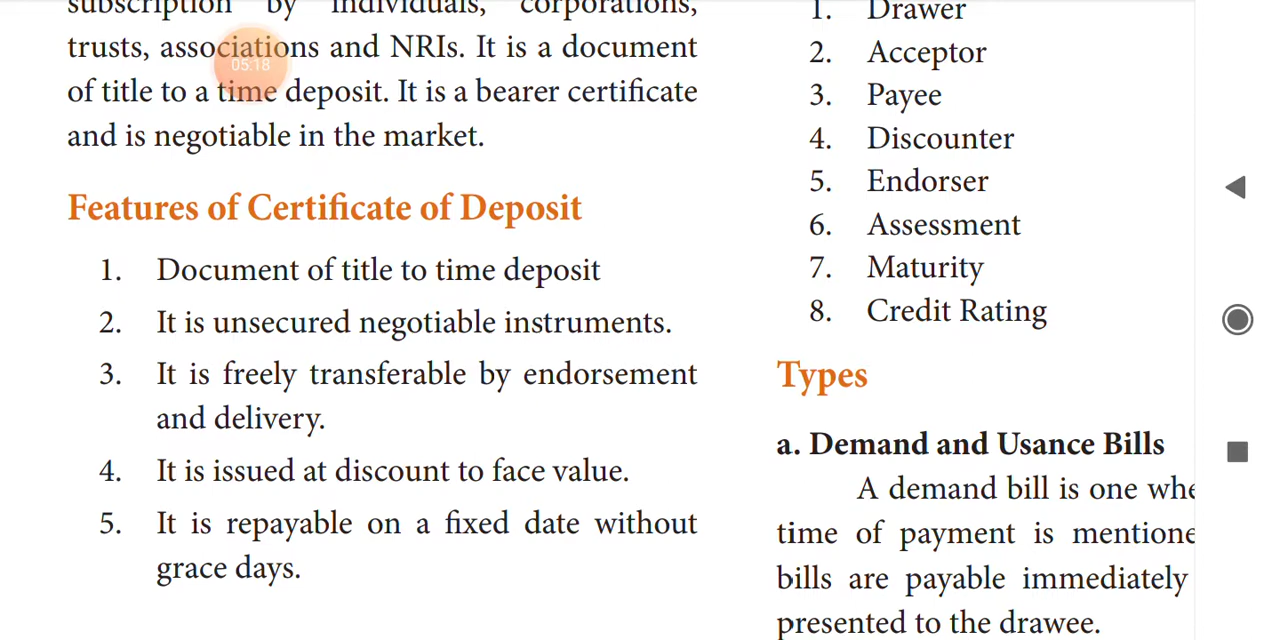 subscription by individuals, corporations,
trusts, associations and NRIs. It is a document
of title to a time deposit. It is a bearer certificate
and is negotiable in the market.
Features of Certificate of Deposit
1. Document of title to time deposit
2. It is unsecured negotiable instruments.
3. It is freely transferable by endorsement
and delivery.
4. It is issued at discount to face value.
5. It is repayable on a fixed date without
grace days.
05:18
1. Drawer
2. Acceptor
3. Payee
4. Discounter
5. Endorser
6. Assessment
7. Maturity
8. Credit Rating
Types
a. Demand and Usance Bills
A demand bill is one whe
time of payment is mentione
bills are payable immediately
presented to the drawee.